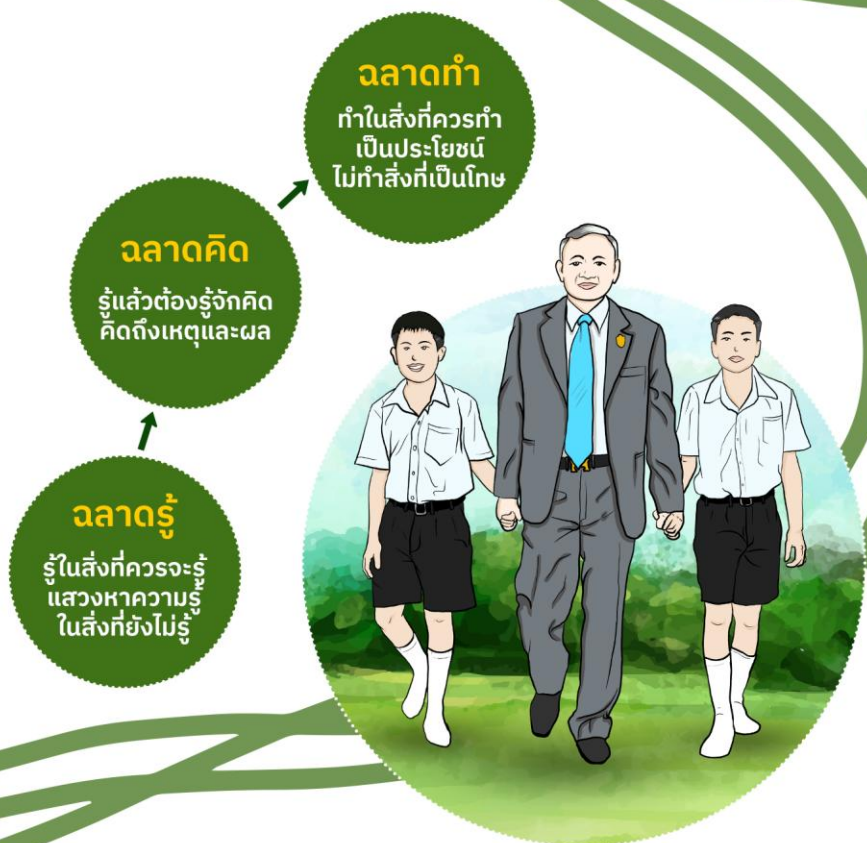 ฉลาดทำ
ทำในสิ่งที่ควรทำ
เป็นประโยชน์
ไม่ทำสิ่งที่เป็นโทษ
ฉลาดคิด
รู้แล้วต้องรู้จักคิด
คิดถึงเหตุและผล
ฉลาดรู้
รู้ในสิ่งที่ควรจะรู้
แสวงหาความรู้
ในสิ่งที่ยังไม่รู้